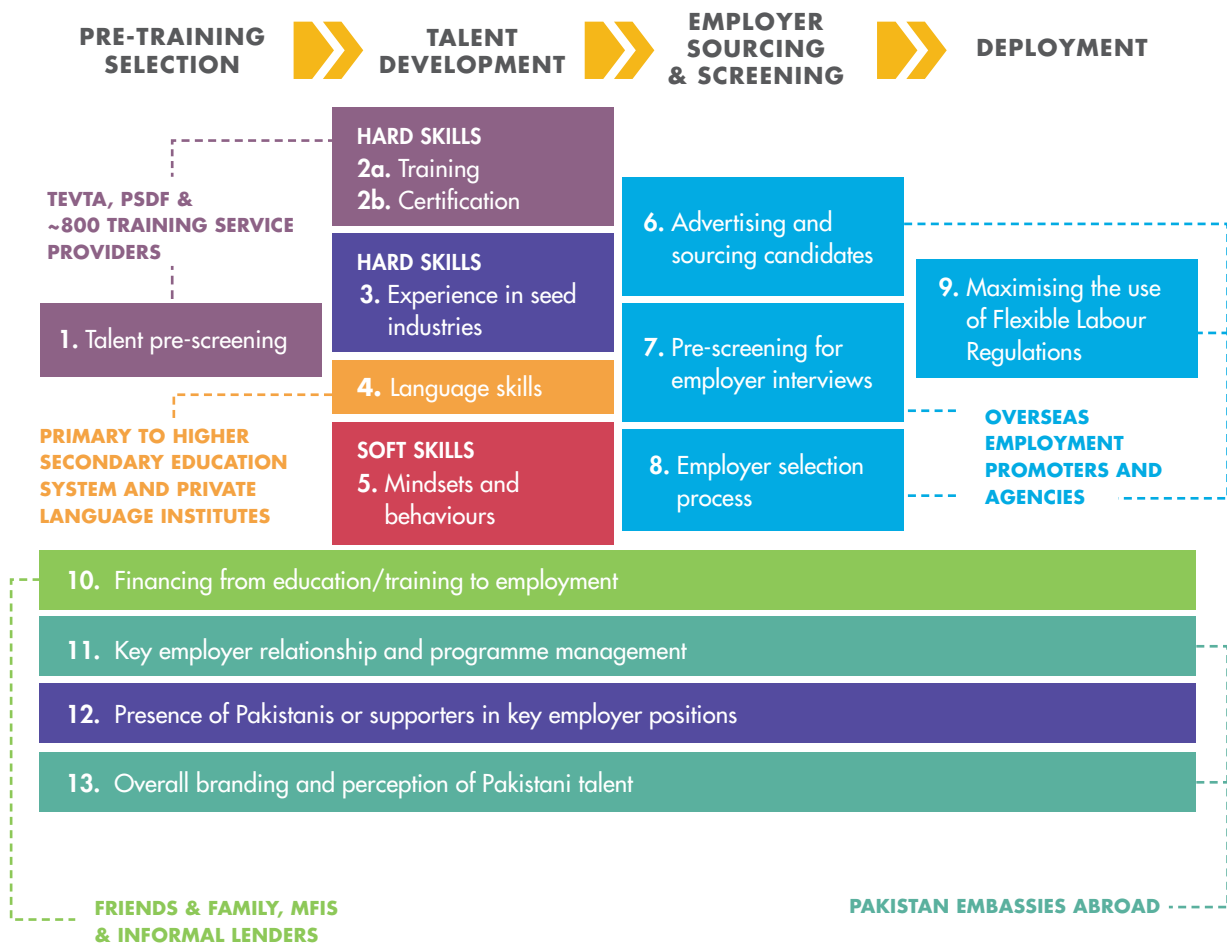 PRE-TRAINING
SELECTION
TALENT
DEVELOPMENT
EMPLOYER
SOURCING
& SCREENING
DEPLOYMENT
TEVTA, PSDF &
~800 TRAINING SERVICE
PROVIDERS
1. Talent pre-screening
PRIMARY TO HIGHER
SECONDARY EDUCATION
SYSTEM AND PRIVATE
LANGUAGE INSTITUTES
HARD SKILLS
2a. Training
2b. Certification
HARD SKILLS
3. Experience in seed
industries
4. Language skills
SOFT SKILLS
5. Mindsets and
behaviours
6. Advertising and
sourcing candidates
7. Pre-screening for
employer interviews
8. Employer selection
process
9. Maximising the use
of Flexible Labour
Regulations
OVERSEAS
EMPLOYMENT
PROMOTERS AND
AGENCIES
10. Financing from education/training to employment
11. Key employer relationship and programme management
12. Presence of Pakistanis or supporters in key employer positions
13. Overall branding and perception of Pakistani talent
FRIENDS & FAMILY, MFIS
& INFORMAL LENDERS
PAKISTAN EMBASSIES ABROAD